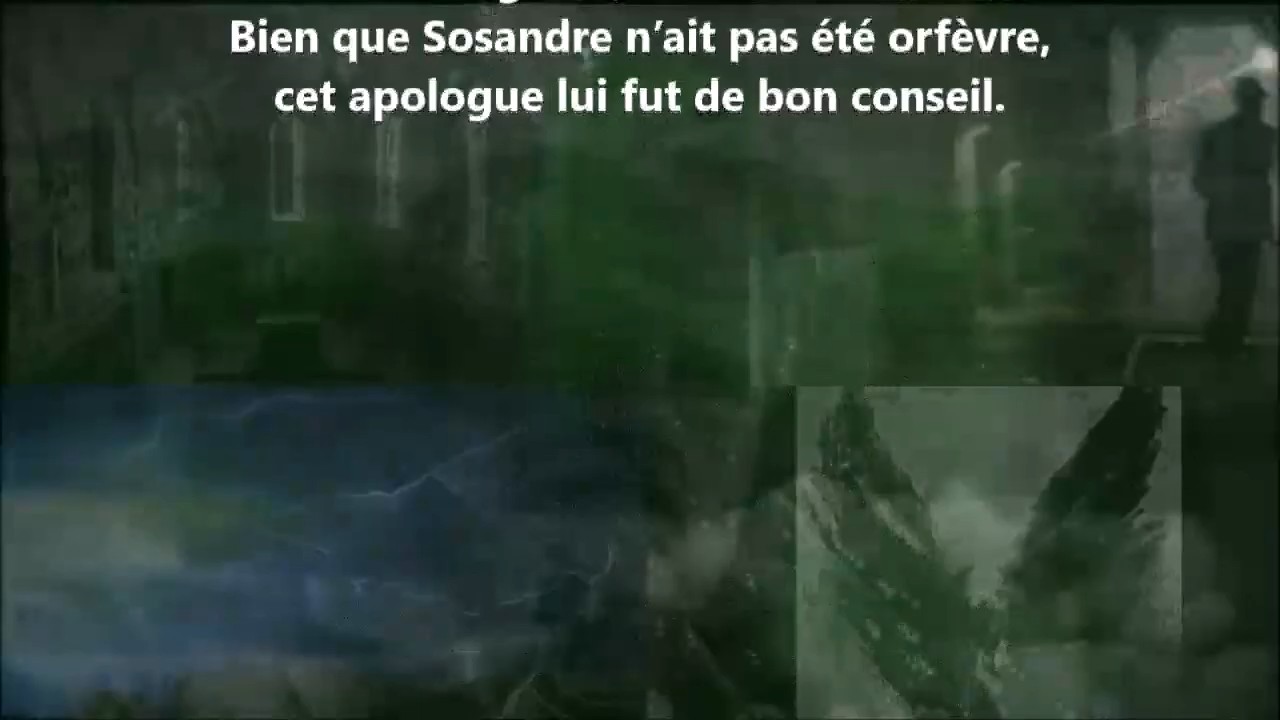 Bien que Sosandre n’ait pas été orfèvre,
cet apologue lui fut de bon conseil.